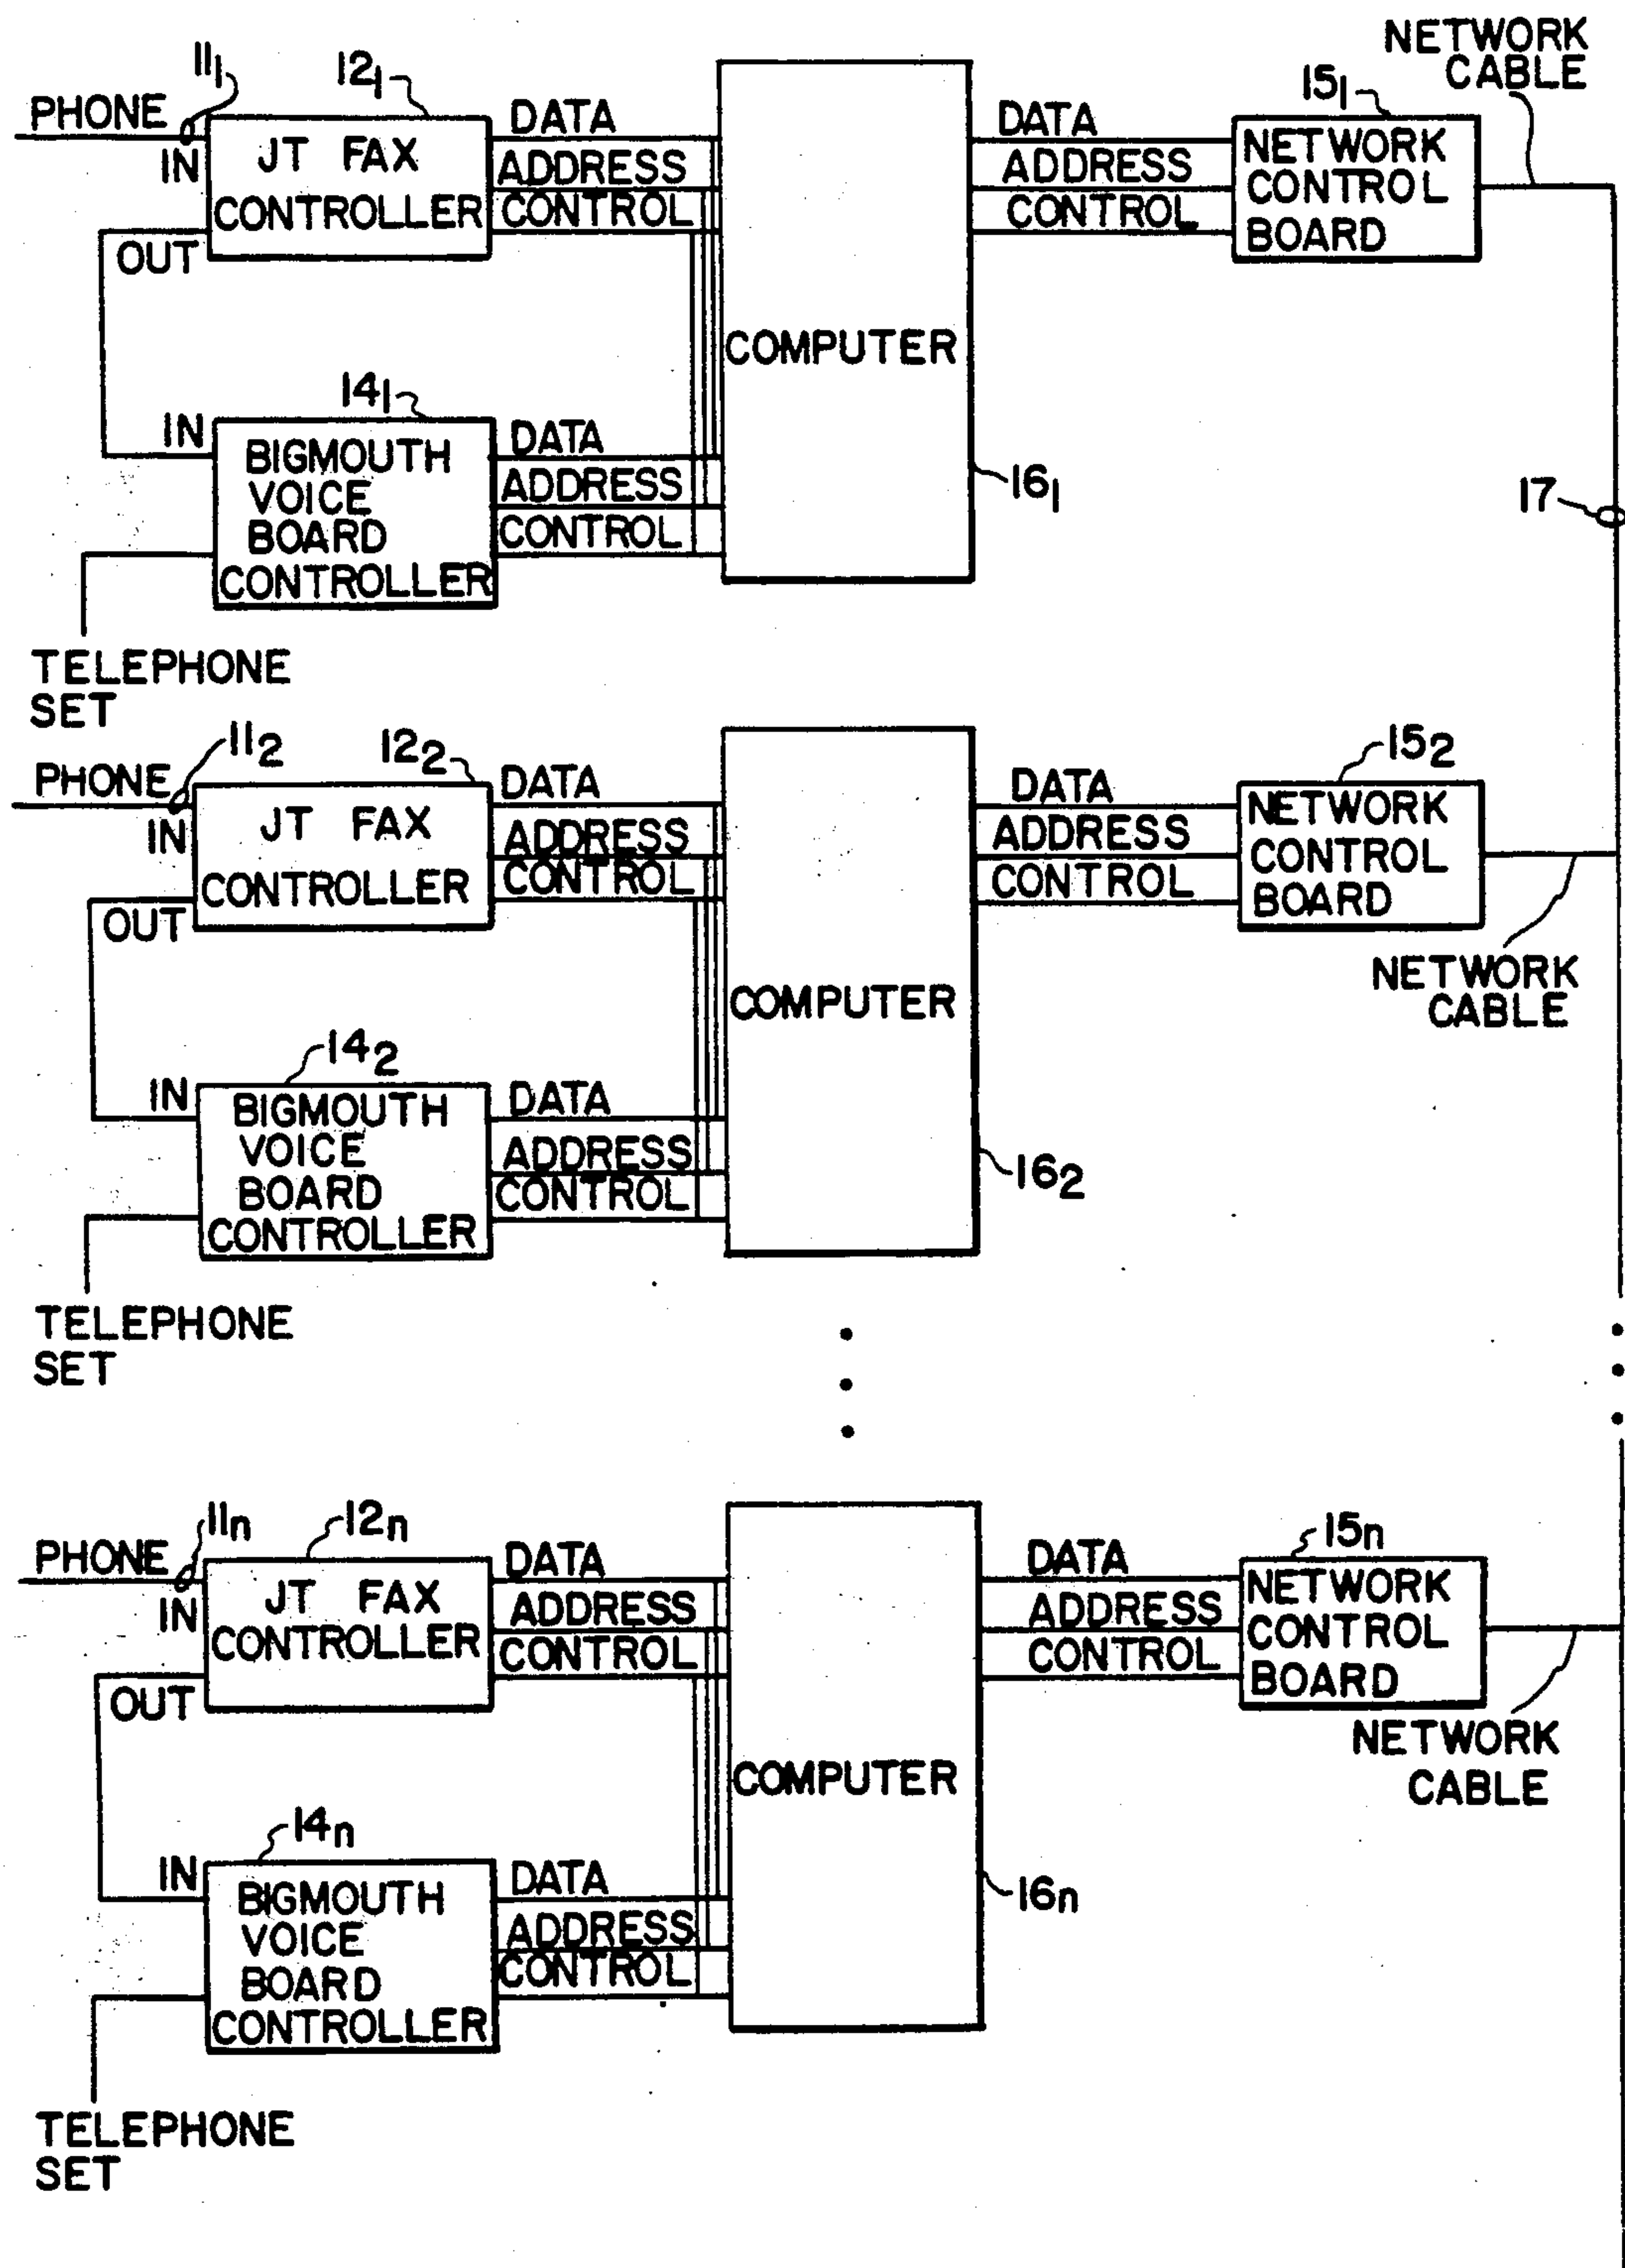 NETWORK
CABLE
11₁
12₁
15₁
PHONE
DATA
DATA
IN
JT FAX
CONTROLLER
ADDRESS
ADDRESS
CONTROL
CONTROL
NETWORK
CONTROL
BOARD
OUT
COMPUTER
14₁
IN
BIGMOUTH
VOICE
BOARD
CONTROLLER
DATA
ADDRESS
CONTROL
16₁
17
TELEPHONE
SET
11₂
12₂
15₂
PHONE
DATA
DATA
IN
JT FAX
CONTROLLER
ADDRESS
ADDRESS
CONTROL
CONTROL
NETWORK
CONTROL
BOARD
OUT
NETWORK
CABLE
COMPUTER
14₂
IN
BIGMOUTH
VOICE
BOARD
CONTROLLER
DATA
ADDRESS
CONTROL
16₂
TELEPHONE
SET
11n
12n
15n
PHONE
DATA
DATA
IN
JT FAX
CONTROLLER
ADDRESS
ADDRESS
CONTROL
CONTROL
NETWORK
CONTROL
BOARD
OUT
NETWORK
CABLE
COMPUTER
14n
IN
BIGMOUTH
VOICE
BOARD
CONTROLLER
DATA
ADDRESS
CONTROL
16n
TELEPHONE
SET